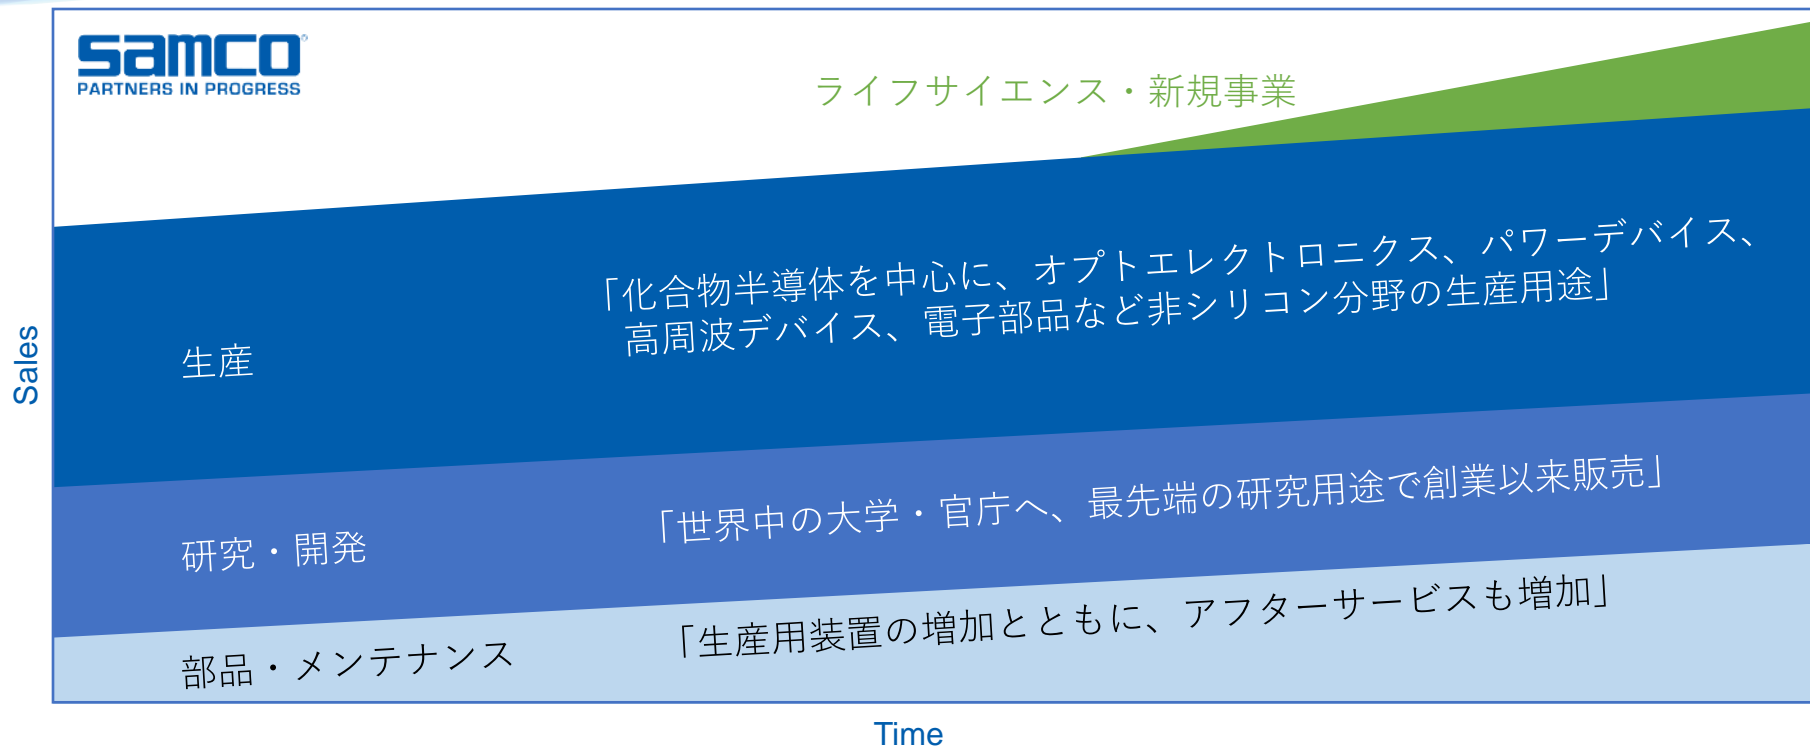 samco
PARTNERS IN PROGRESS
ライフサイエンス・新規事業
「化合物半導体を中心に、オプトエレクトロニクス、パワーデバイス、
高周波デバイス、電子部品など非シリコン分野の生産用途」
生産
Sales
「世界中の大学・官庁へ、最先端の研究用途で創業以来販売」
研究・開発
「生産用装置の増加とともに、アフターサービスも増加」
部品・メンテナンス
Time